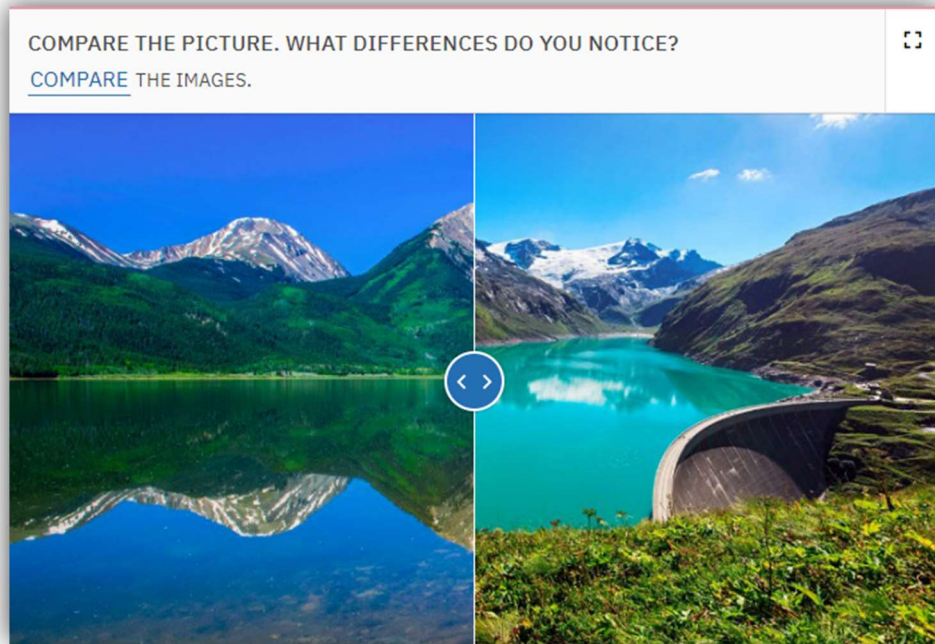 COMPARE THE PICTURE. WHAT DIFFERENCES DO YOU NOTICE?
COMPARE THE IMAGES.